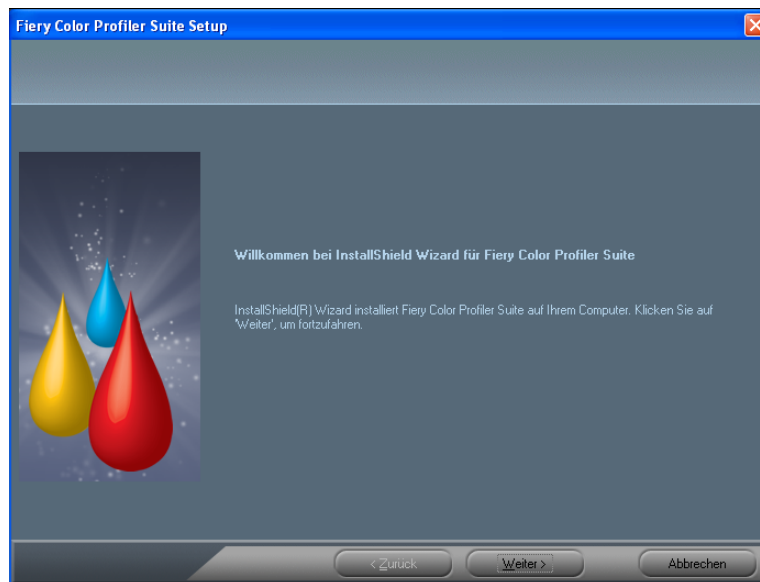 Fiery Color Profiler Suite Setup
Willkommen bei InstallShield Wizard für Fiery Color Profiler Suite
InstallShield(R) Wizard installiert Fiery Color Profiler Suite auf Ihrem Computer. Klicken Sie auf
'Weiter', um fortzufahren.
< Zurück
Weiter >
Abbrechen